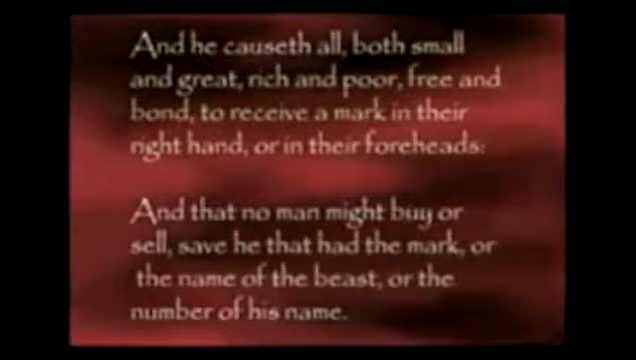 And he causeth all, both small
and great, rich and poor, free and
bond, to receive a mark in their
right hand, or in their foreheads:
And that no man might buy or
sell, save he that had the mark, or
the name of the beast, or the
number of his name.